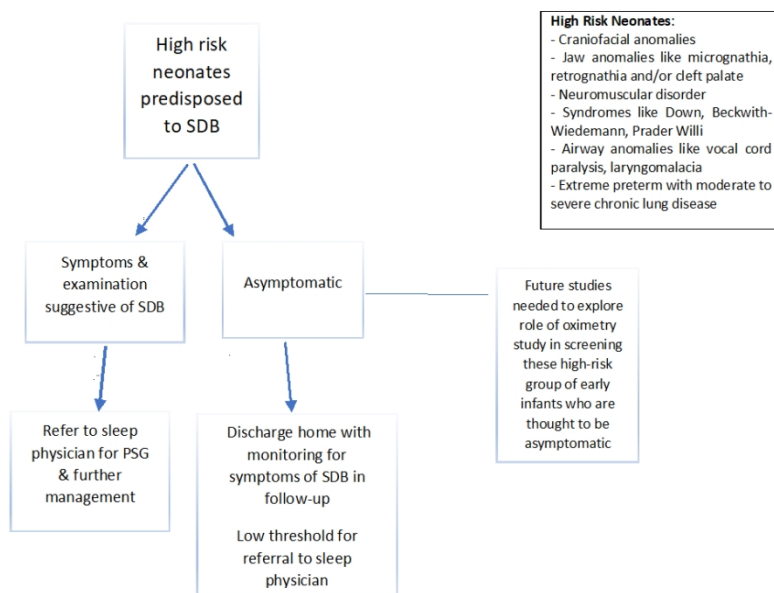 High risk
neonates
predisposed
to SDB
High Risk Neonates:
- Craniofacial anomalies
- Jaw anomalies like micrognathia,
retrognathia and/or cleft palate
- Neuromuscular disorder
- Syndromes like Down, Beckwith-
Wiedemann, Prader Willi
- Airway anomalies like vocal cord
paralysis, laryngomalacia
- Extreme preterm with moderate to
severe chronic lung disease
Symptoms &
examination
suggestive of SDB
Asymptomatic
Future studies
needed to explore
role of oximetry
study in screening
these high-risk
group of early
infants who are
thought to be
asymptomatic
Refer to sleep
physician for PSG
& further
management
Discharge home with
monitoring for
symptoms of SDB in
follow-up
Low threshold for
referral to sleep
physician